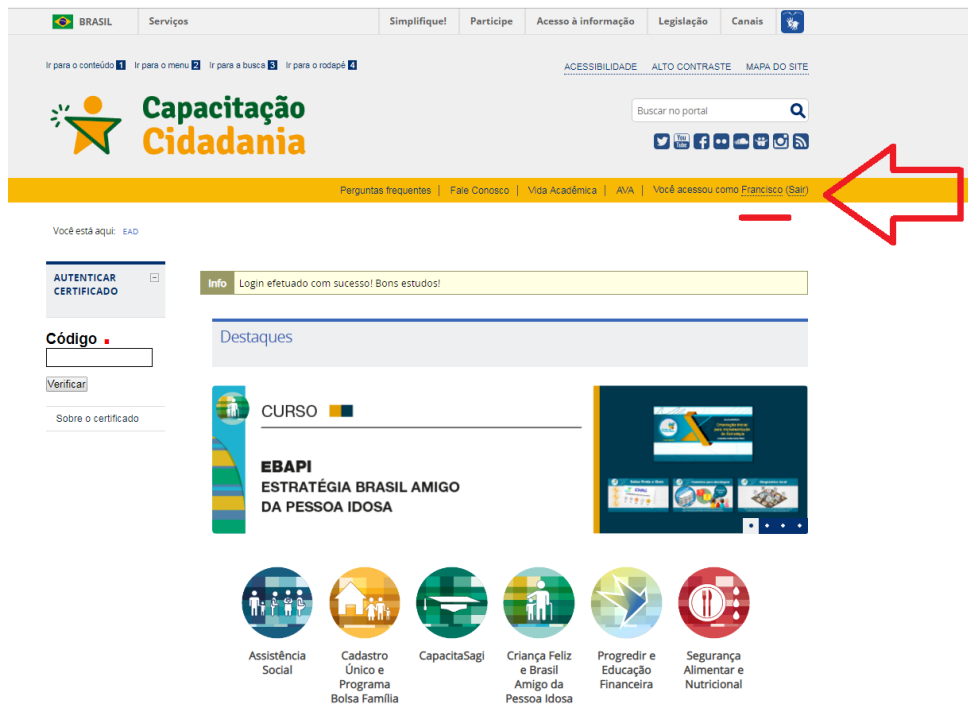 BRASIL Serviços Simplifique! Participe Acesso à informação Legislação Canais
Ir para o conteúdo 1 Ir para o menu 2 Ir para a busca 3 Ir para o rodapé 4 ACESSIBILIDADE ALTO CONTRASTE MAPA DO SITE
Capacitação
Cidadania
Buscar no portal
You
Tube
Perguntas frequentes | Fale Conosco | Vida Acadêmica | AVA | Você acessou como Francisco (Sair)
Você está aqui: EAD
AUTENTICAR
CERTIFICADO
Código
Verificar
Sobre o certificado
Info Login efetuado com sucesso! Bons estudos!
Destaques
CURSO
EBAPI
ESTRATÉGIA BRASIL AMIGO
DA PESSOA IDOSA
Assistência
Social
Cadastro
Único e
Programa
Bolsa Família
CapacitaSagi
Criança Feliz
e Brasil
Amigo da
Pessoa Idosa
Progredir e
Educação
Financeira
Segurança
Alimentar e
Nutricional